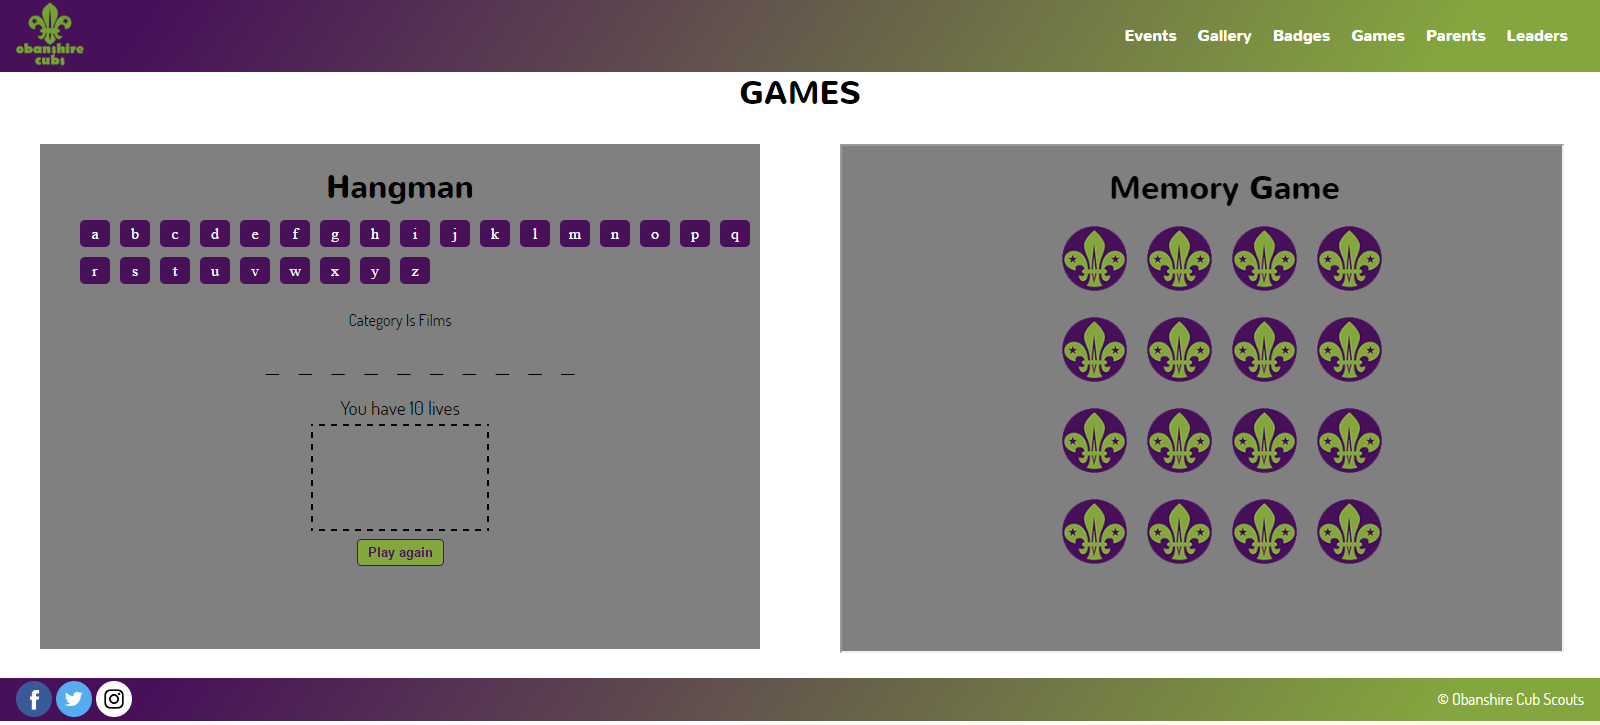 obanshire
cubs
Events Gallery Badges Games Parents Leaders
GAMES
Hangman
a b c d e f g h i j k l m n o p q
r s t u v w x y z
Category Is Films
_ _ _ _ _ _ _ _ _ _
You have 10 lives
Play again
Memory Game
© Obanshire Cub Scouts